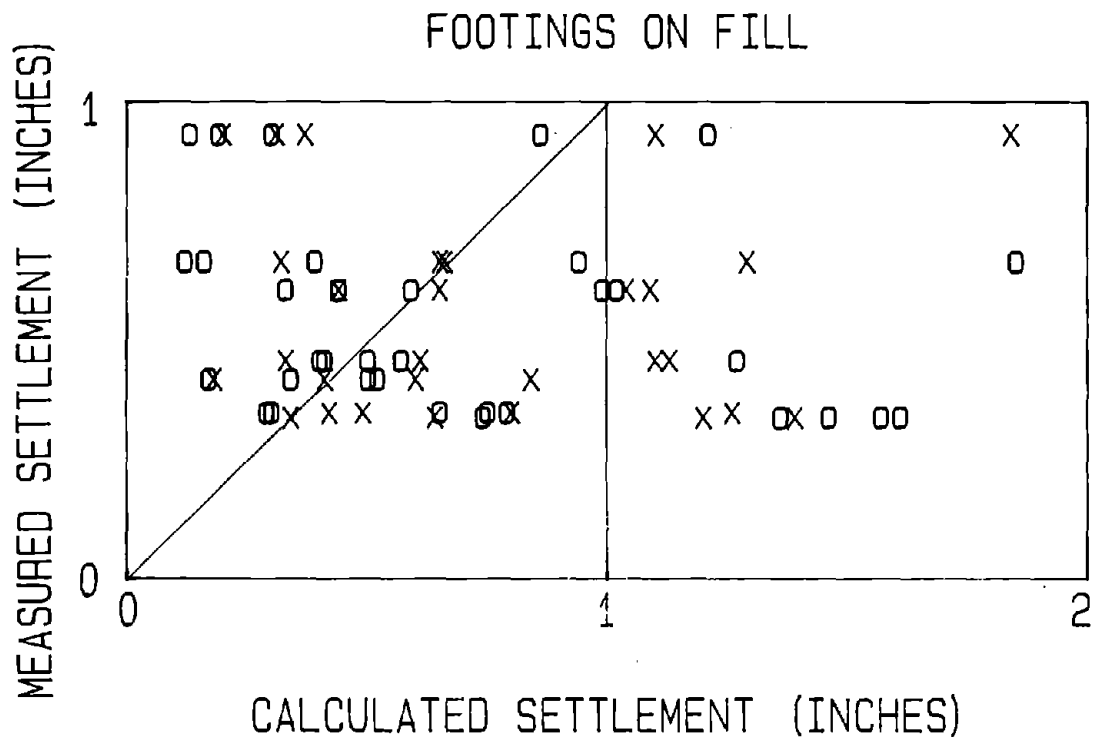 FOOTINGS ON FILL
MEASURED SETTLEMENT (INCHES)
1
0
0 1 2
CALCULATED SETTLEMENT (INCHES)